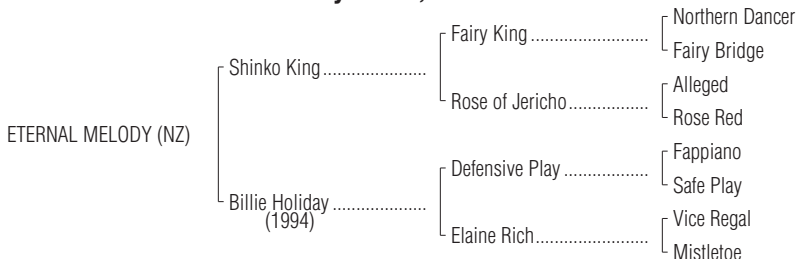 Northern Dancer
Fairy King ........................
Fairy Bridge
Shinko King.....................
Alleged
Rose of Jericho................
Rose Red
ETERNAL MELODY (NZ)
Fappiano
Defensive Play .................
Safe Play
Billie Holiday ...................
(1994)
Vice Regal
Elaine Rich.......................
Mistletoe